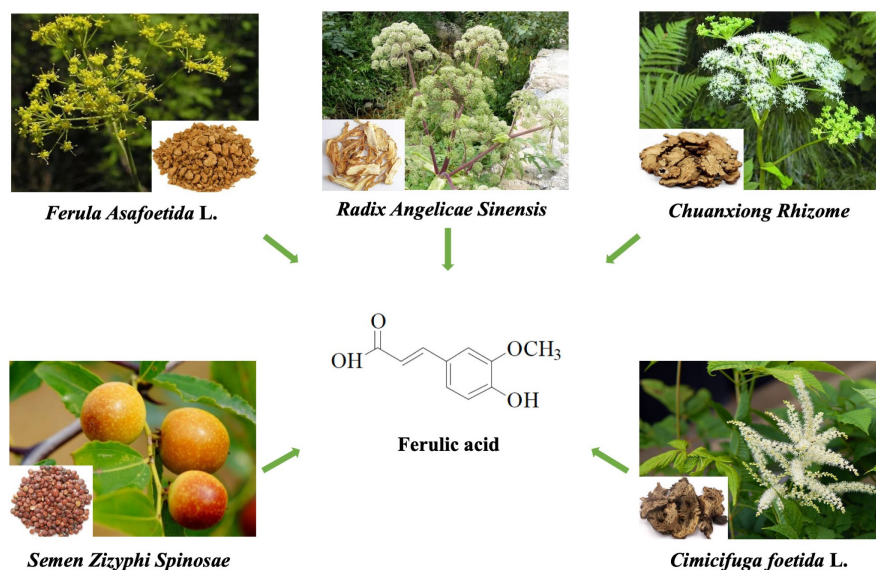 Ferula Asafoetida L.
Radix Angelicae Sinensis
Chuanxiong Rhizome
O
OH
OCH3
OH
Ferulic acid
Semen Zizyphi Spinosae
Cimicifuga foetida L.